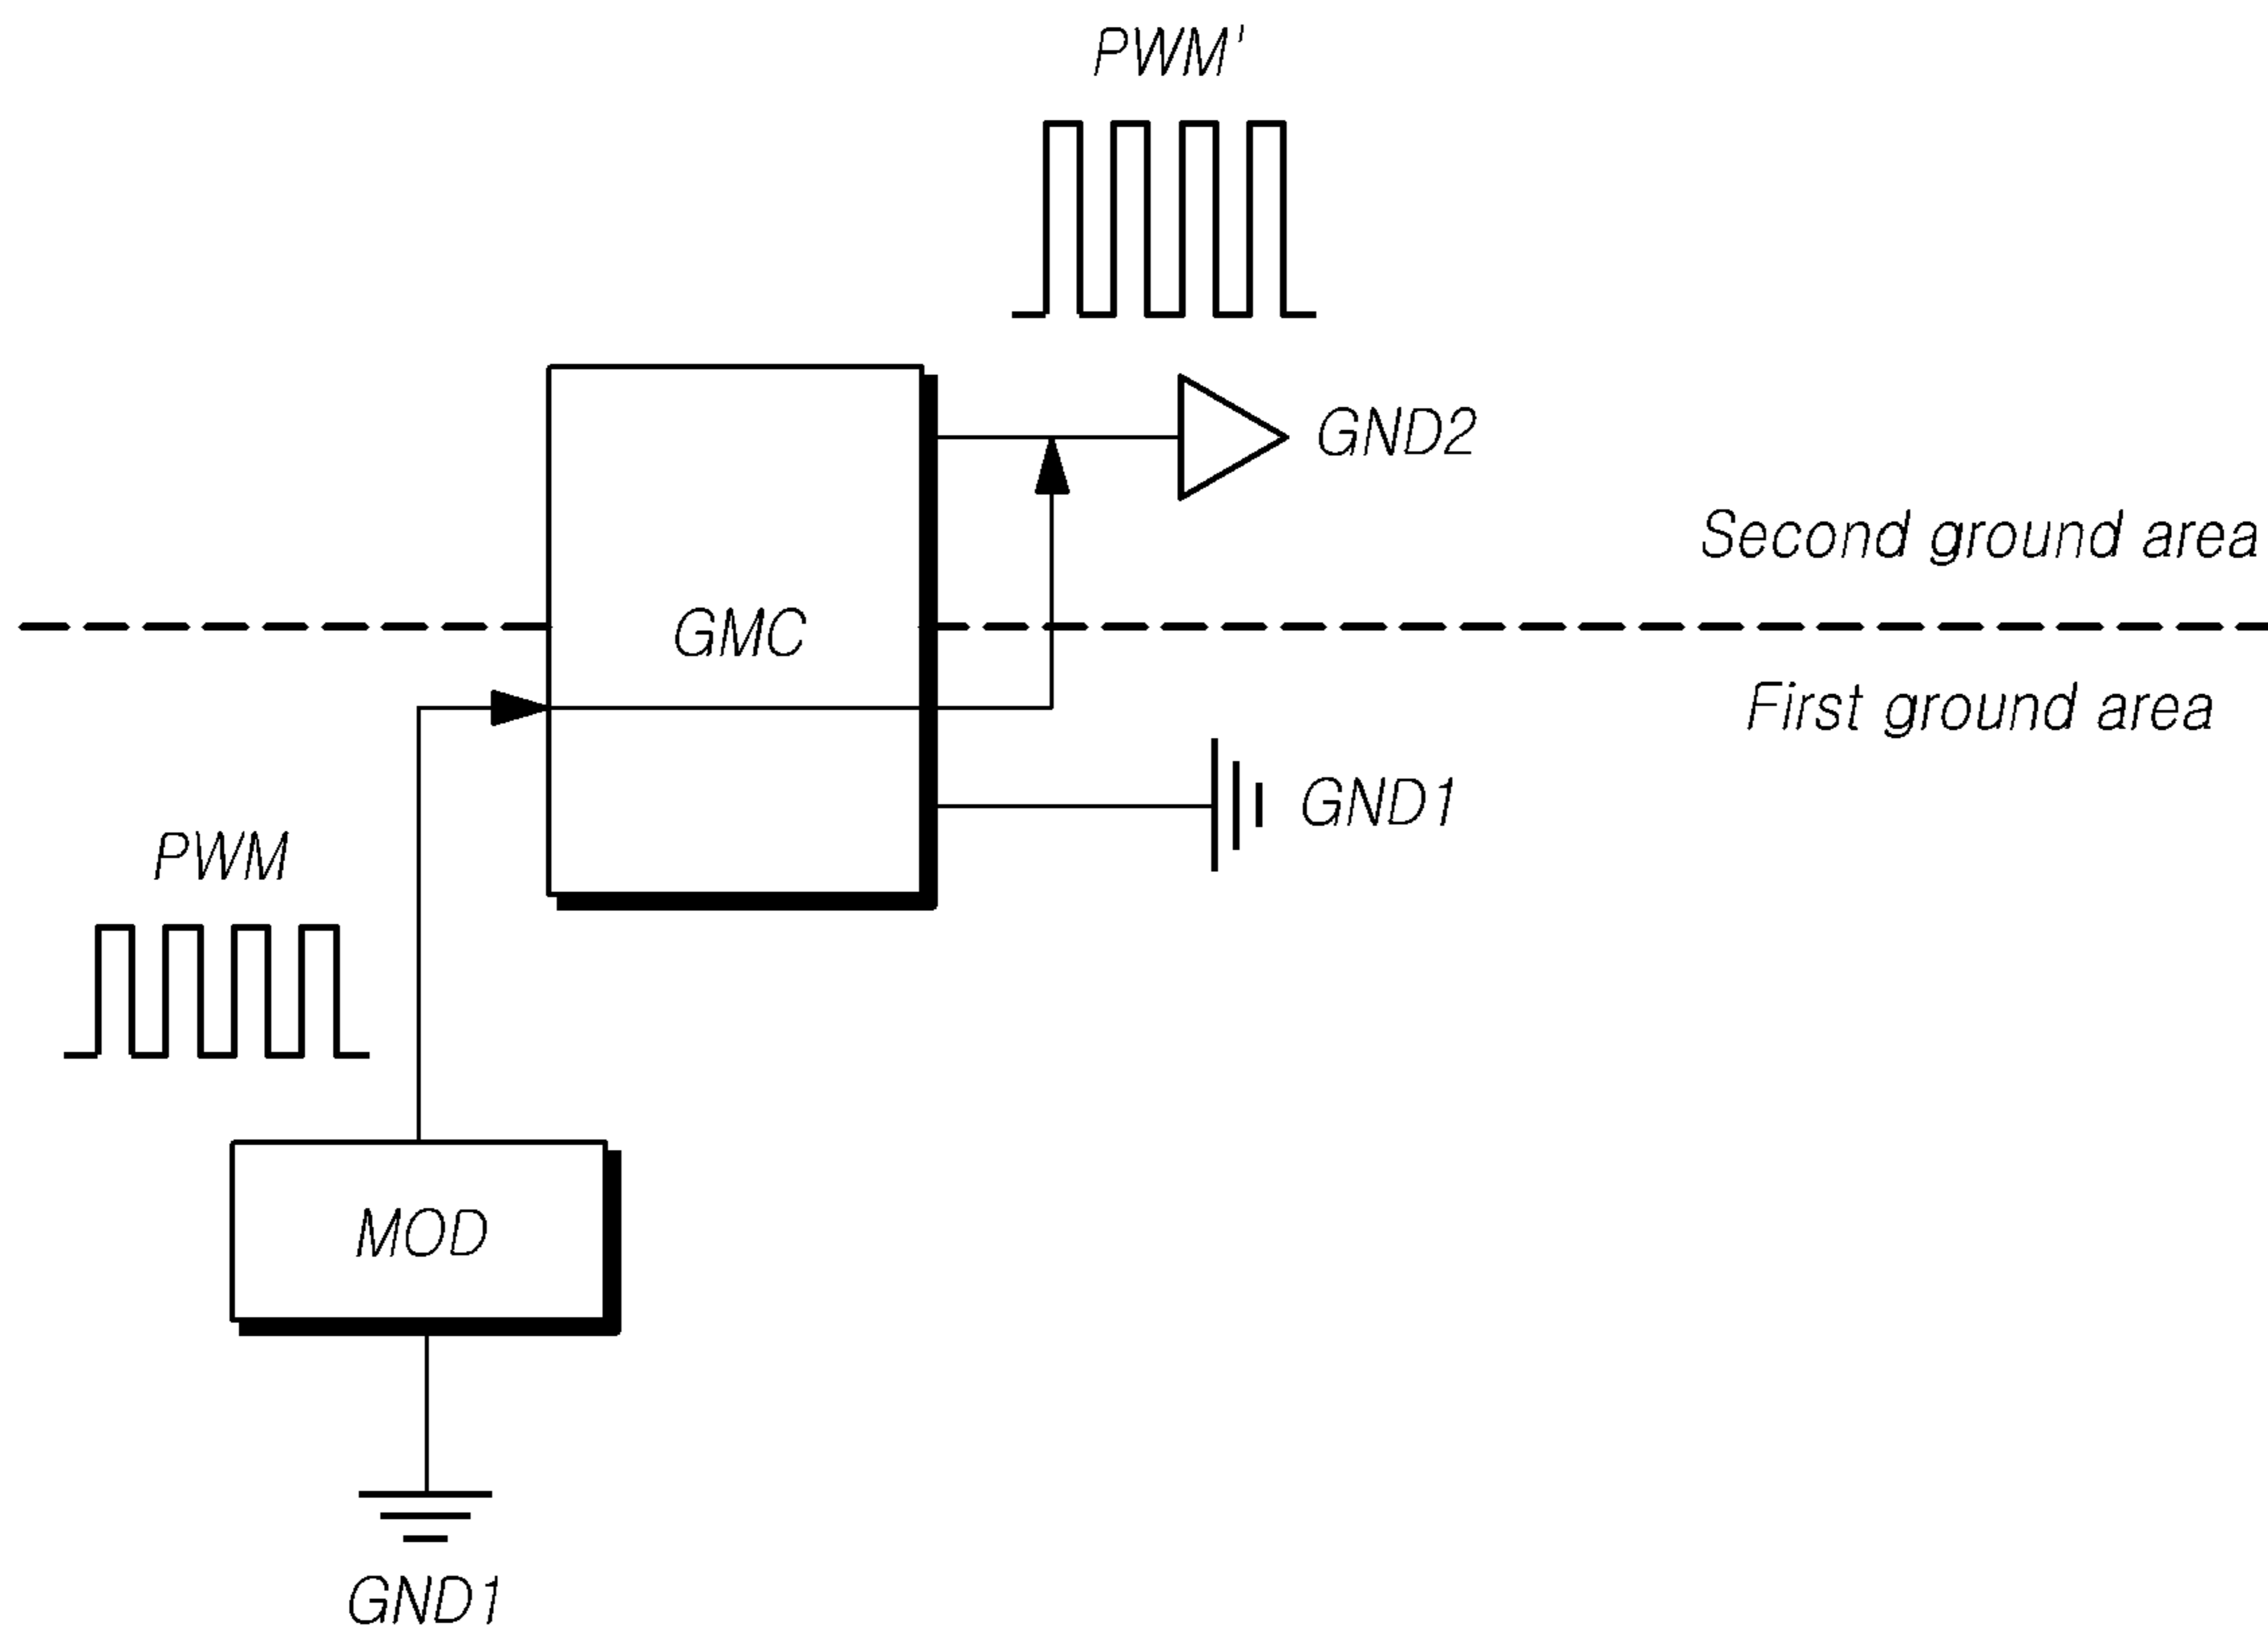 PWM'
GND2
Second ground area
GMC
First ground area
GND1
PWM
MOD
GND1